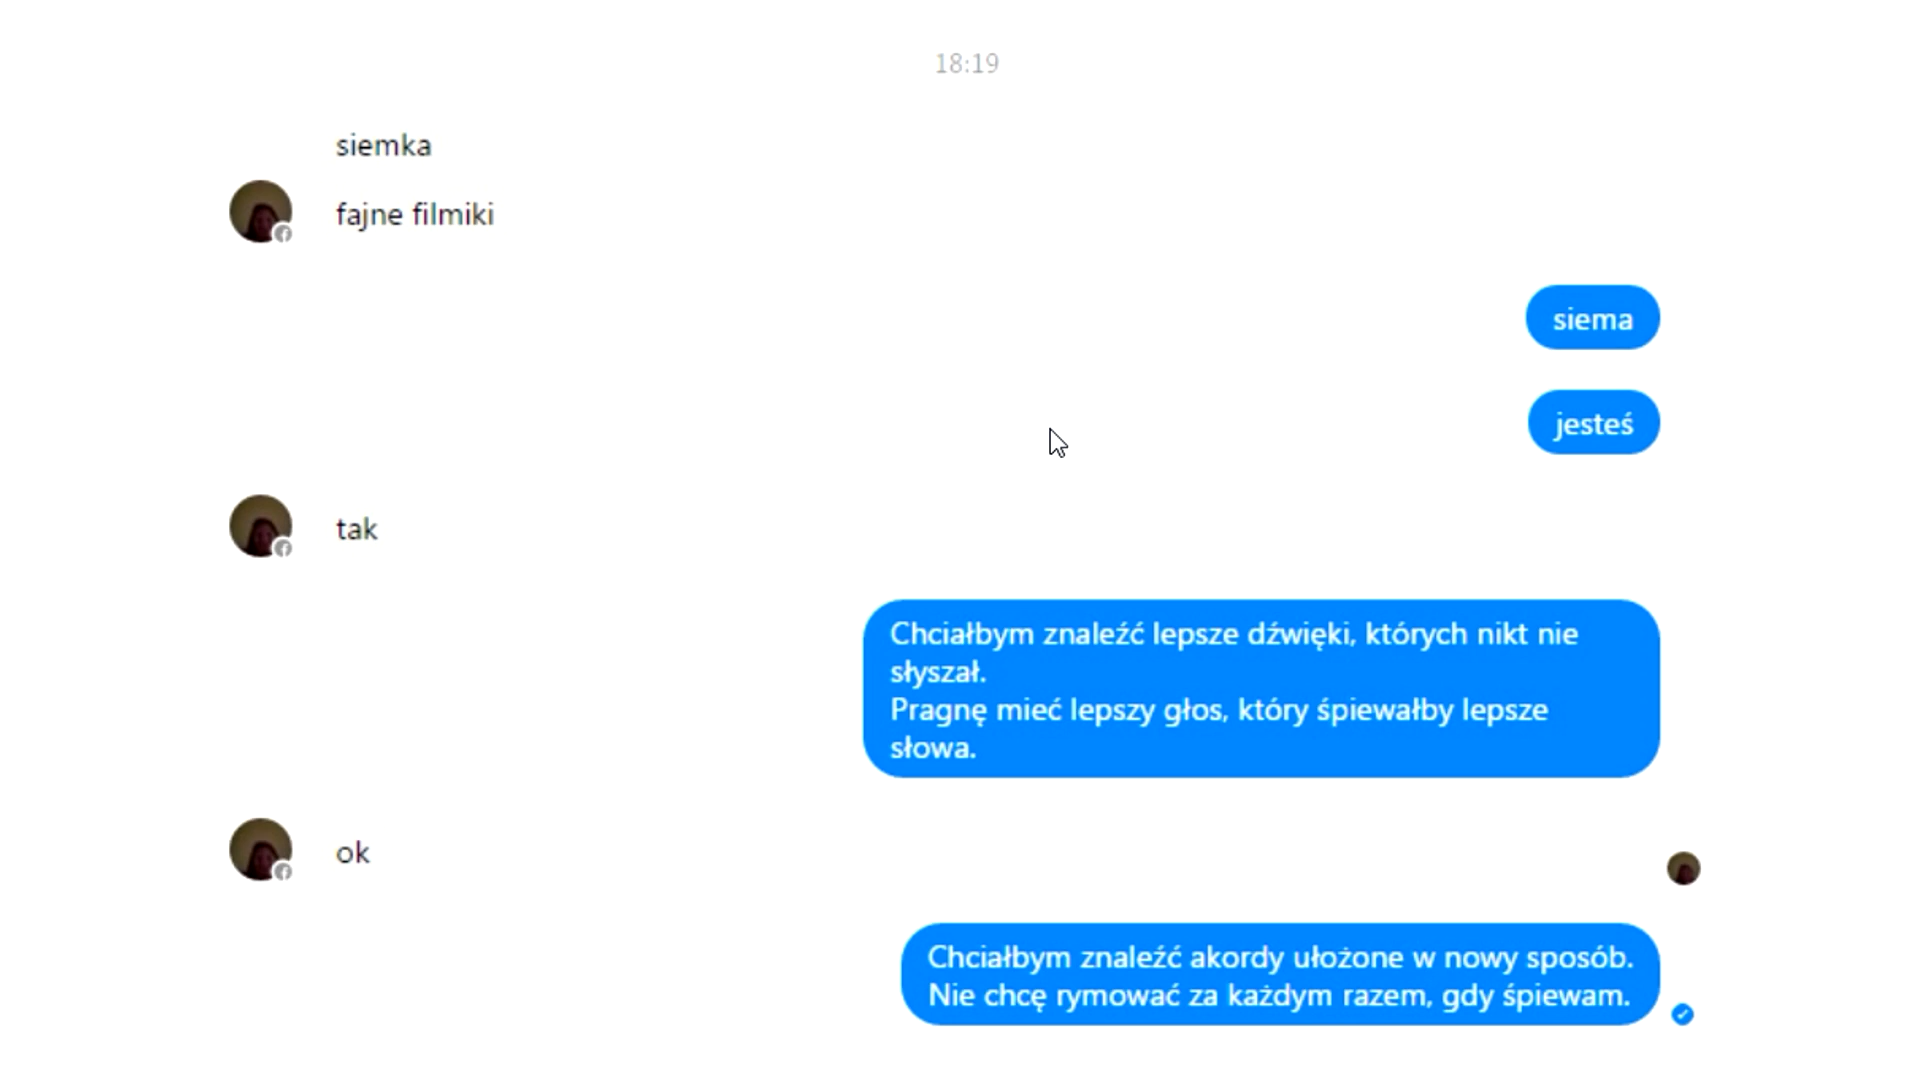 18:19
siemka
fajne filmiki
siema
jesteś
tak
Chciałbym znaleźć lepsze dźwięki, których nikt nie
słyszał.
Pragnę mieć lepszy głos, który śpiewałby lepsze
słowa.
ok
Chciałbym znaleźć akordy ułożone w nowy sposób.
Nie chcę rymować za każdym razem, gdy śpiewam.